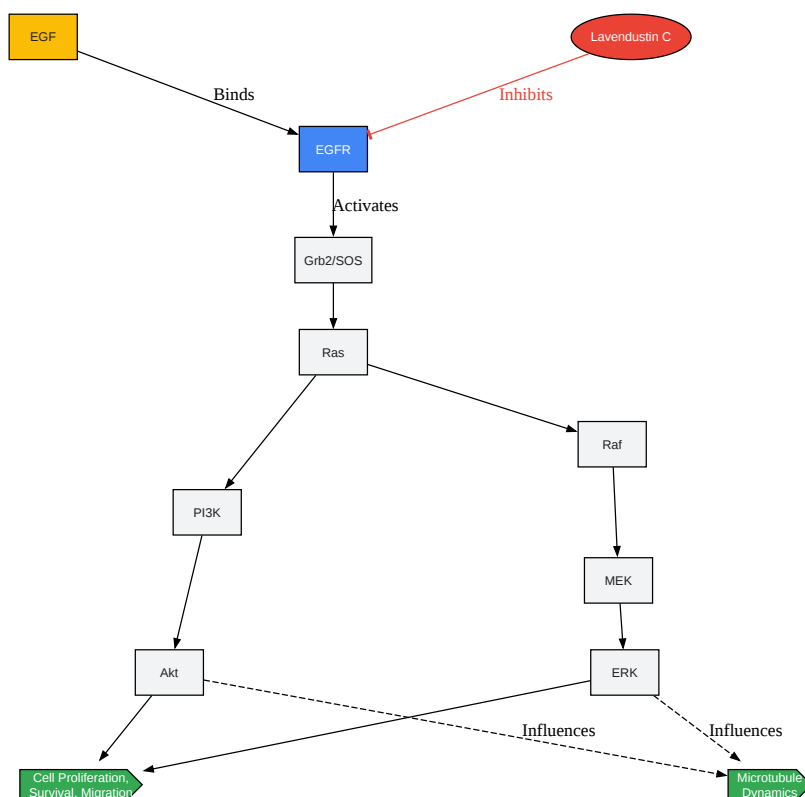 EGF
Lavendustin C
Binds
Inhibits
EGFR
Activates
Grb2/SOS
Ras
Raf
PI3K
MEK
Akt
ERK
Influences
Influences
Cell Proliferation,
Survival, Migration
Microtubule
Dynamics